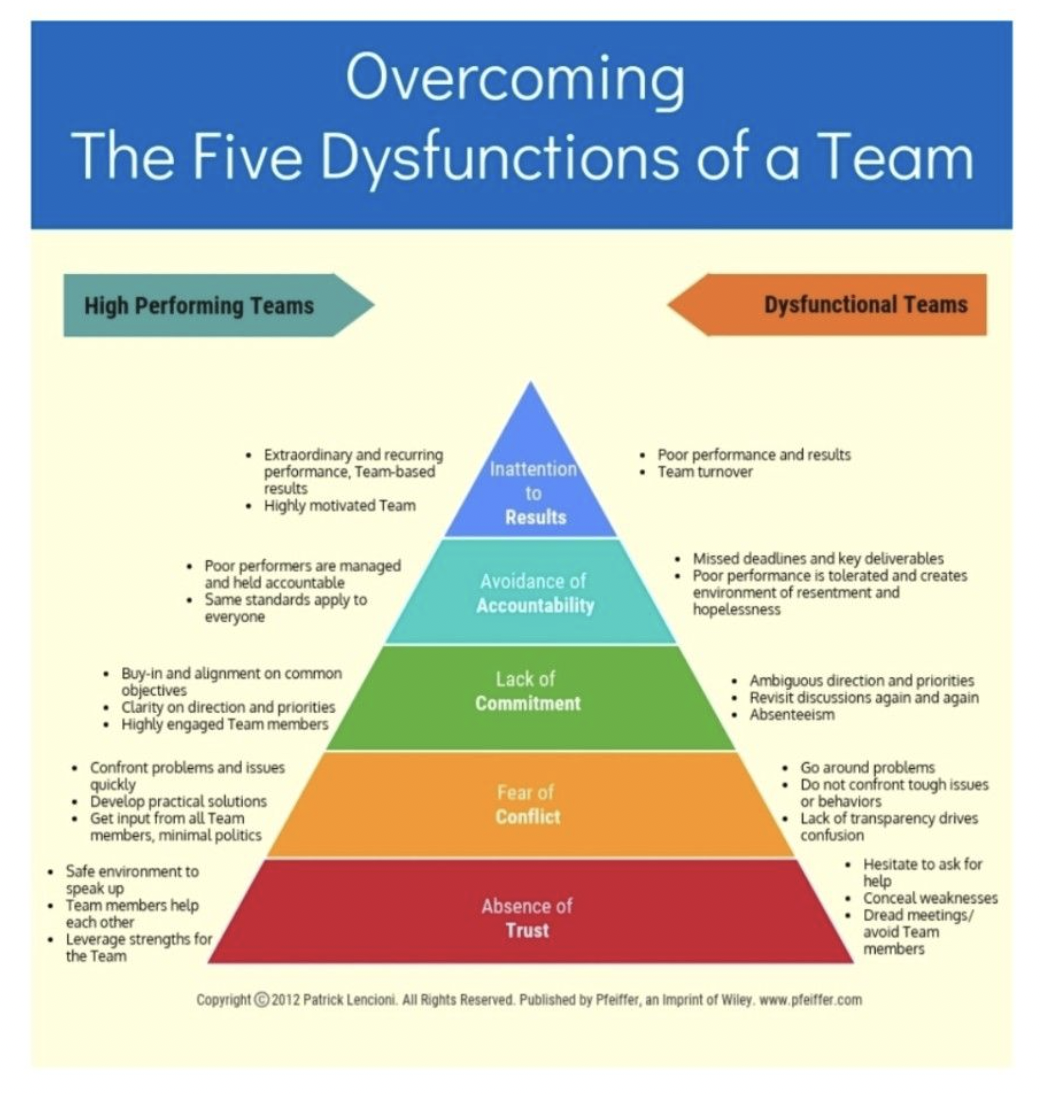 Overcoming
The Five Dysfunctions of a Team
High Performing Teams
Dysfunctional Teams
• Extraordinary and recurring
performance, Team-based
results
• Highly motivated Team
Inattention
to
Results
• Poor performance and results
• Team turnover
• Poor performers are managed
and held accountable
• Same standards apply to
everyone
Avoidance of
Accountability
• Missed deadlines and key deliverables
• Poor performance is tolerated and creates
environment of resentment and
hopelessness
• Buy-in and alignment on common
objectives
• Clarity on direction and priorities
• Highly engaged Team members
Lack of
Commitment
• Ambiguous direction and priorities
• Revisit discussions again and again
• Absenteeism
• Confront problems and issues
quickly
• Develop practical solutions
• Get input from all Team
members, minimal politics
Fear of
Conflict
• Go around problems
• Do not confront tough issues
or behaviors
• Lack of transparency drives
confusion
• Safe environment to
speak up
• Team members help
each other
• Leverage strengths for
the Team
Absence of
Trust
• Hesitate to ask for
help
• Conceal weaknesses
• Dread meetings/
avoid Team
members
Copyright ©2012 Patrick Lencioni. All Rights Reserved. Published by Pfeiffer, an Imprint of Wiley. www.pfeiffer.com